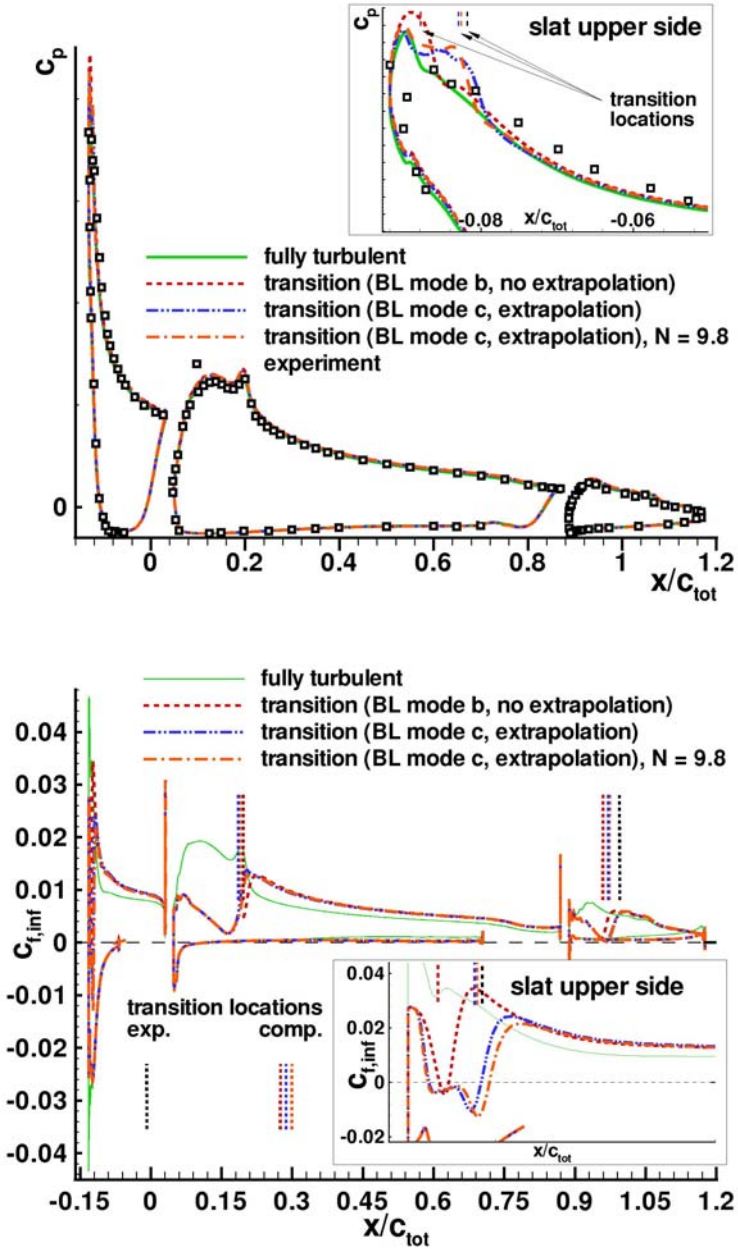 c_p
c_p
slat upper side
transition
locations
-0.08
x/c_tot
-0.06
fully turbulent
transition (BL mode b, no extrapolation)
transition (BL mode c, extrapolation)
transition (BL mode c, extrapolation), N = 9.8
experiment
0
0
0.2
0.4
0.6
0.8
1
1.2
x/c_tot
fully turbulent
transition (BL mode b, no extrapolation)
transition (BL mode c, extrapolation)
transition (BL mode c, extrapolation), N = 9.8
0.04
0.03
0.02
0.01
0
-0.01
-0.02
-0.03
-0.04
c_f,inf
transition locations
exp.
comp.
slat upper side
0.04
0.02
0
-0.02
c_f,inf
x/c_tot
-0.15
0
0.15
0.3
0.45
0.6
0.75
0.9
1.05
1.2
x/c_tot